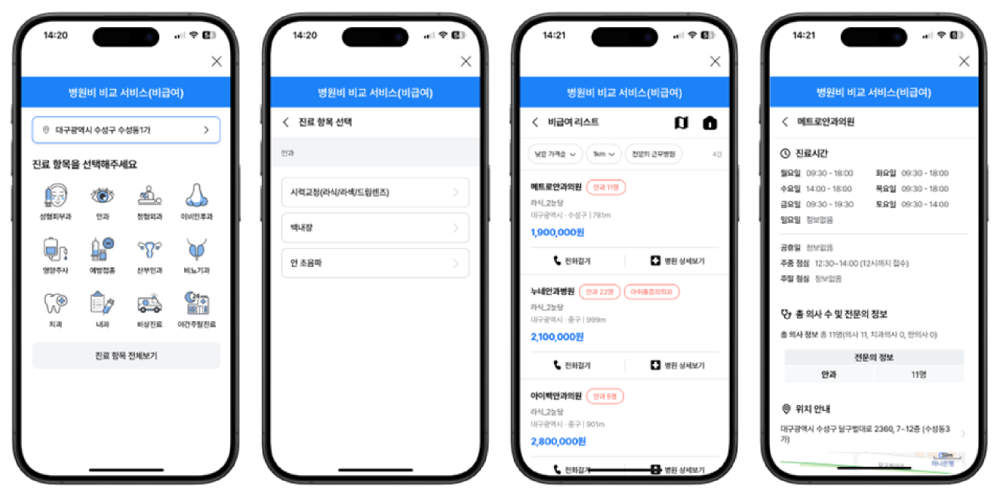 14:20
병원비 비교 서비스(비급여)
대구광역시 수성구 수성동1가
진료 항목을 선택해주세요
성형피부과 안과 정형외과 이비인후과
영양주사 예방접종 산부인과 비뇨기과
치과 내과 비상진료 야간주말진료
진료 항목 전체보기
14:20
병원비 비교 서비스(비급여)
진료 항목 선택
안과
시력교정(라식/라섹/드림렌즈)
백내장
안 초음파
14:21
병원비 비교 서비스(비급여)
비급여 리스트
낮은 가격순 1km 전문의 근무병원 4건
메트로안과의원 안과 11명
라식_2눈당
대구광역시 · 수성구 | 781m
1,900,000원
전화걸기 병원 상세보기
누네안과병원 안과 22명 마취통증의학과
라식_2눈당
대구광역시 · 중구 | 999m
2,100,000원
전화걸기 병원 상세보기
아이백안과의원 안과 5명
라식_2눈당
대구광역시 · 중구 | 901m
2,800,000원
전화걸기 병원 상세보기
14:21
병원비 비교 서비스(비급여)
메트로안과의원
진료시간
월요일 09:30 - 18:00 화요일 09:30 - 18:00
수요일 14:00 - 18:00 목요일 09:30 - 18:00
금요일 09:30 - 19:30 토요일 09:30 - 14:00
일요일 정보없음
공휴일 정보없음
주중 점심 12:30~14:00 (12시까지 접수)
주말 점심 정보없음
총 의사 수 및 전문의 정보
총 의사 정보 총 11명(의사 11, 치과의사 0, 한의사 0)
전문의 정보
안과 11명
위치 안내
대구광역시 수성구 달구벌대로 2360, 7~12층 (수성동3
가)
50m
하나은행